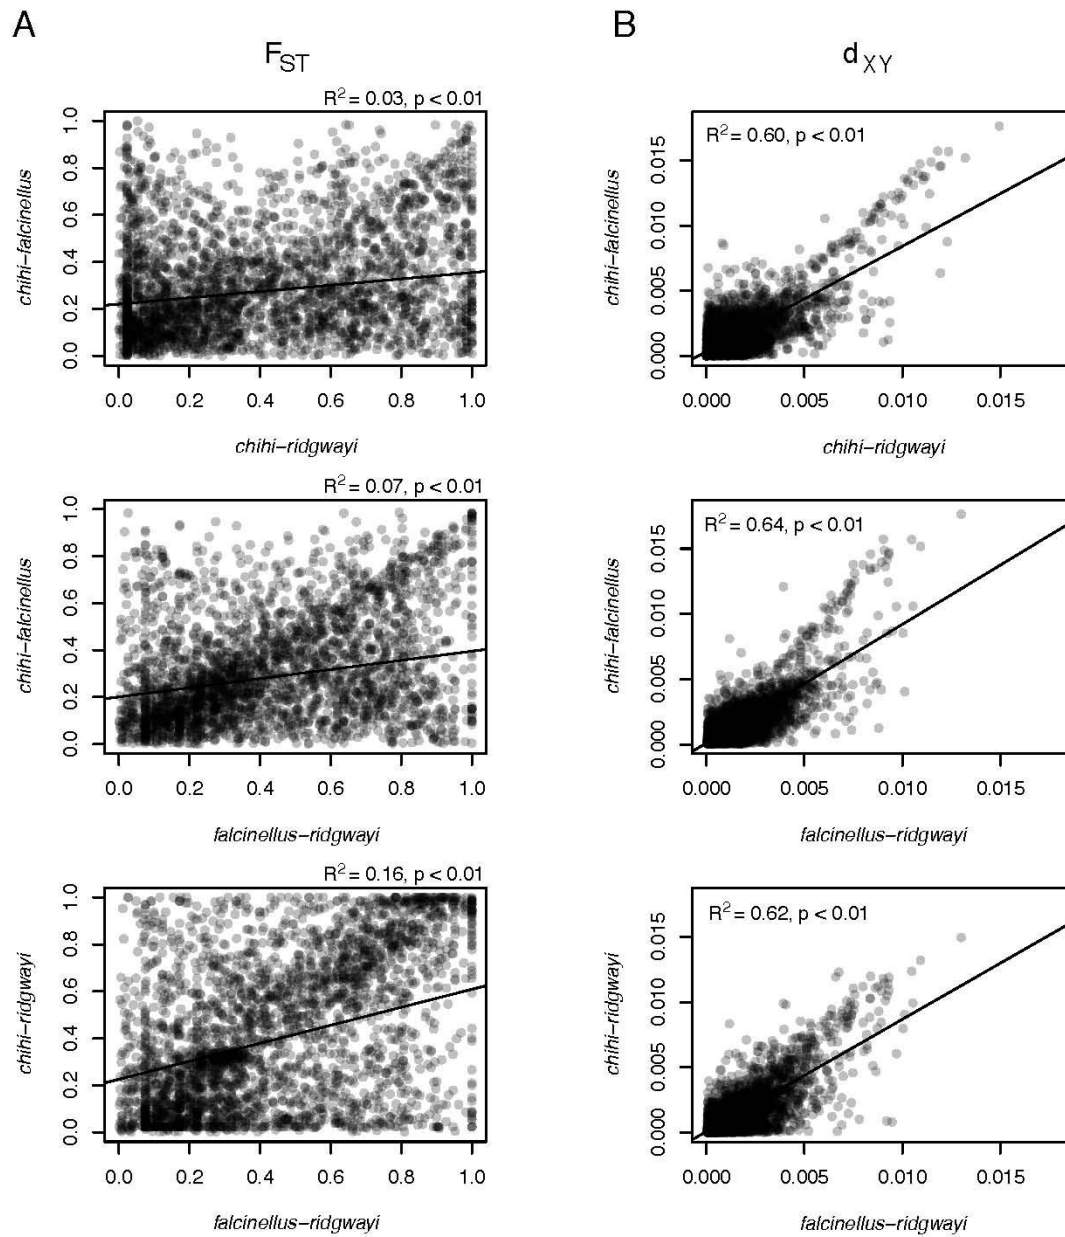 A
B
F_ST
d_XY
R² = 0.03, p < 0.01
chihi−falcinellus
0.0 0.2 0.4 0.6 0.8 1.0
0.0 0.2 0.4 0.6 0.8 1.0
chihi−ridgwayi
R² = 0.60, p < 0.01
chihi−falcinellus
0.000 0.005 0.010 0.015
0.000 0.005 0.010 0.015
chihi−ridgwayi
R² = 0.07, p < 0.01
chihi−falcinellus
0.0 0.2 0.4 0.6 0.8 1.0
0.0 0.2 0.4 0.6 0.8 1.0
falcinellus−ridgwayi
R² = 0.64, p < 0.01
chihi−falcinellus
0.000 0.005 0.010 0.015
0.000 0.005 0.010 0.015
falcinellus−ridgwayi
R² = 0.16, p < 0.01
chihi−ridgwayi
0.0 0.2 0.4 0.6 0.8 1.0
0.0 0.2 0.4 0.6 0.8 1.0
falcinellus−ridgwayi
R² = 0.62, p < 0.01
chihi−ridgwayi
0.000 0.005 0.010 0.015
0.000 0.005 0.010 0.015
falcinellus−ridgwayi